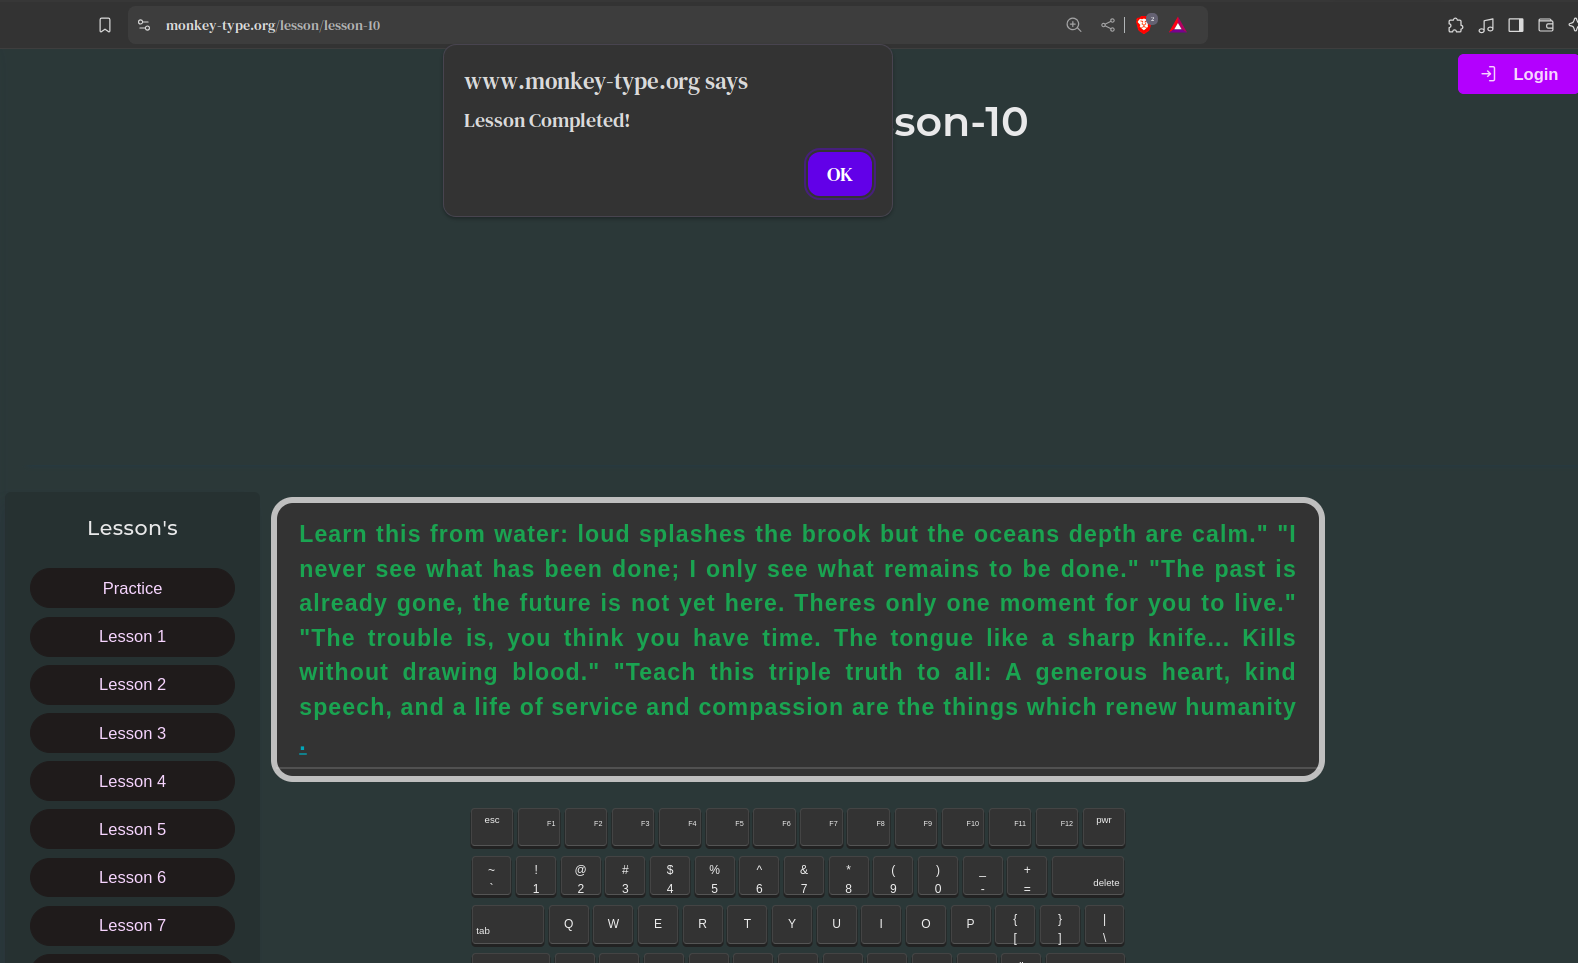 monkey-type.org/lesson/lesson-10
2
www.monkey-type.org says
Lesson Completed!
OK
Login
son-10
Lesson's
Practice
Lesson 1
Lesson 2
Lesson 3
Lesson 4
Lesson 5
Lesson 6
Lesson 7
Learn this from water: loud splashes the brook but the oceans depth are calm." "I
never see what has been done; I only see what remains to be done." "The past is
already gone, the future is not yet here. Theres only one moment for you to live."
"The trouble is, you think you have time. The tongue like a sharp knife... Kills
without drawing blood." "Teach this triple truth to all: A generous heart, kind
speech, and a life of service and compassion are the things which renew humanity
.
esc F1 F2 F3 F4 F5 F6 F7 F8 F9 F10 F11 F12 pwr
~ ! @ # $ % ^ & * ( ) _ +
` 1 2 3 4 5 6 7 8 9 0 - = delete
tab Q W E R T Y U I O P { } |
[ ] \